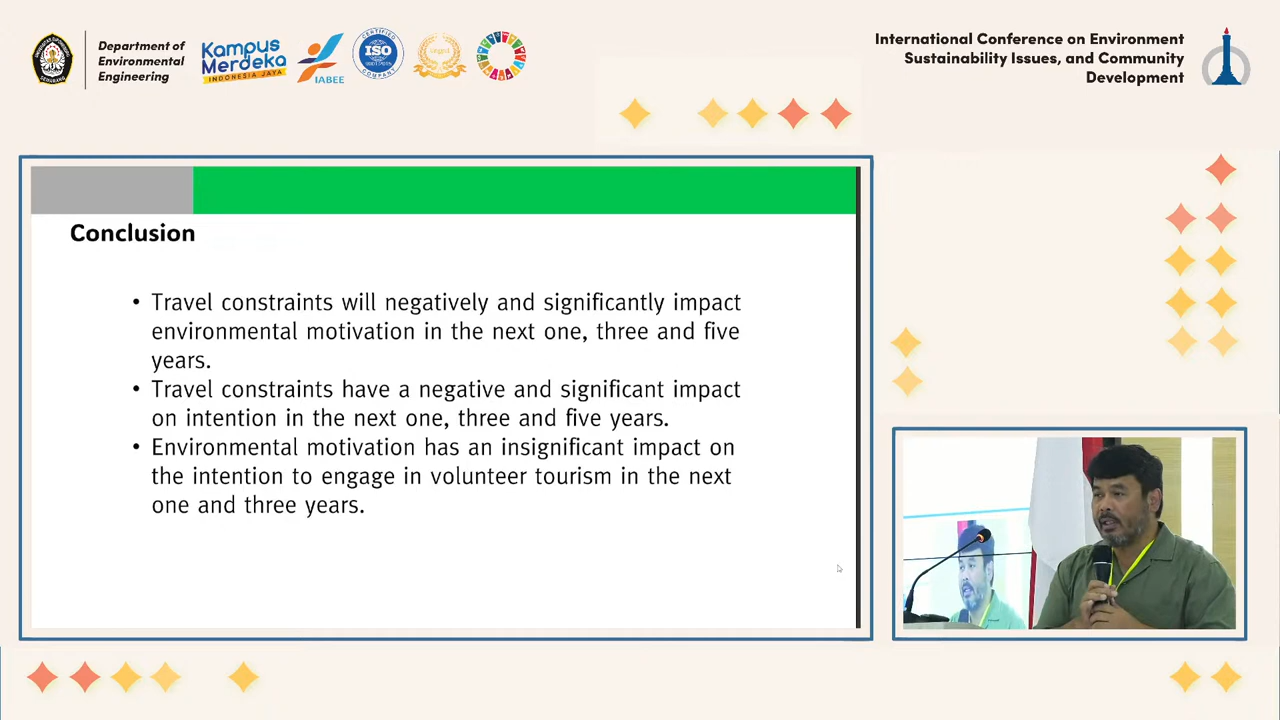 Department of
Environmental
Engineering
Kampus
Merdeka
INDONESIA JAYA
IABEE
CERTIFIED
ISO
COMPANY
International Conference on Environment
Sustainability Issues, and Community
Development
Conclusion
• Travel constraints will negatively and significantly impact
environmental motivation in the next one, three and five
years.
• Travel constraints have a negative and significant impact
on intention in the next one, three and five years.
• Environmental motivation has an insignificant impact on
the intention to engage in volunteer tourism in the next
one and three years.